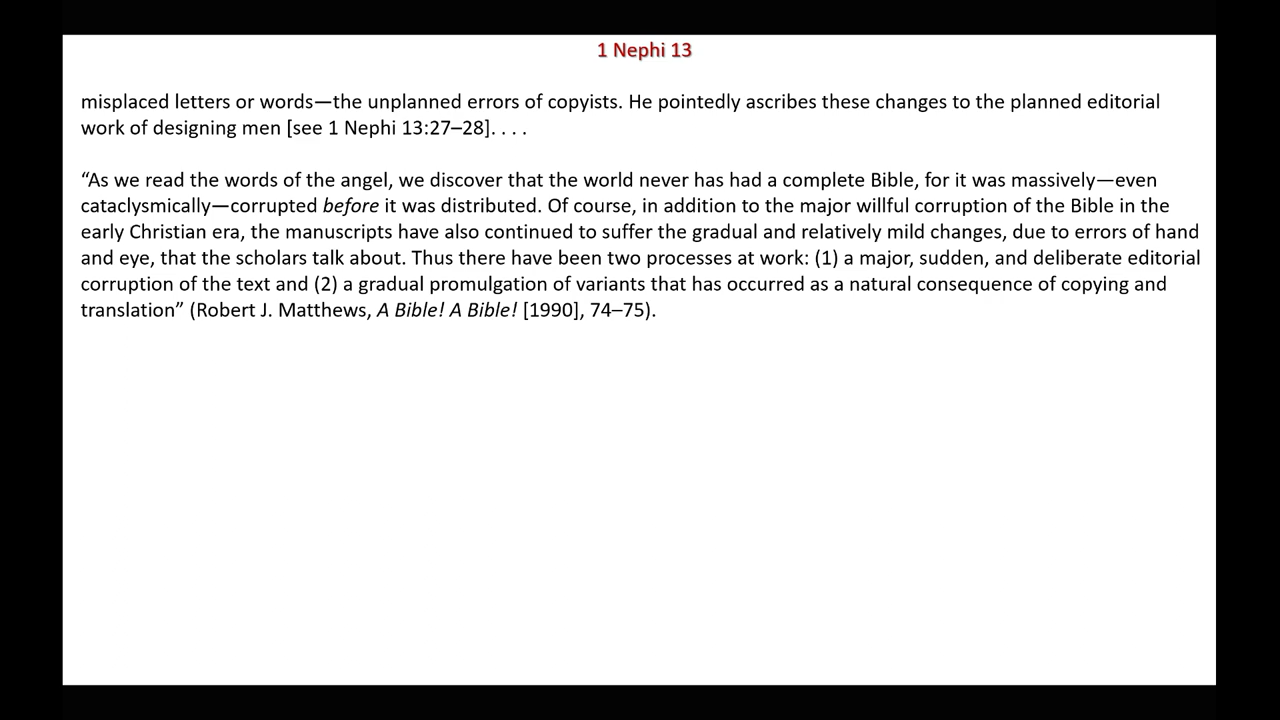 1 Nephi 13
misplaced letters or words—the unplanned errors of copyists. He pointedly ascribes these changes to the planned editorial
work of designing men [see 1 Nephi 13:27–28]. . . .
“As we read the words of the angel, we discover that the world never has had a complete Bible, for it was massively—even
cataclysmically—corrupted before it was distributed. Of course, in addition to the major willful corruption of the Bible in the
early Christian era, the manuscripts have also continued to suffer the gradual and relatively mild changes, due to errors of hand
and eye, that the scholars talk about. Thus there have been two processes at work: (1) a major, sudden, and deliberate editorial
corruption of the text and (2) a gradual promulgation of variants that has occurred as a natural consequence of copying and
translation” (Robert J. Matthews, A Bible! A Bible! [1990], 74–75).